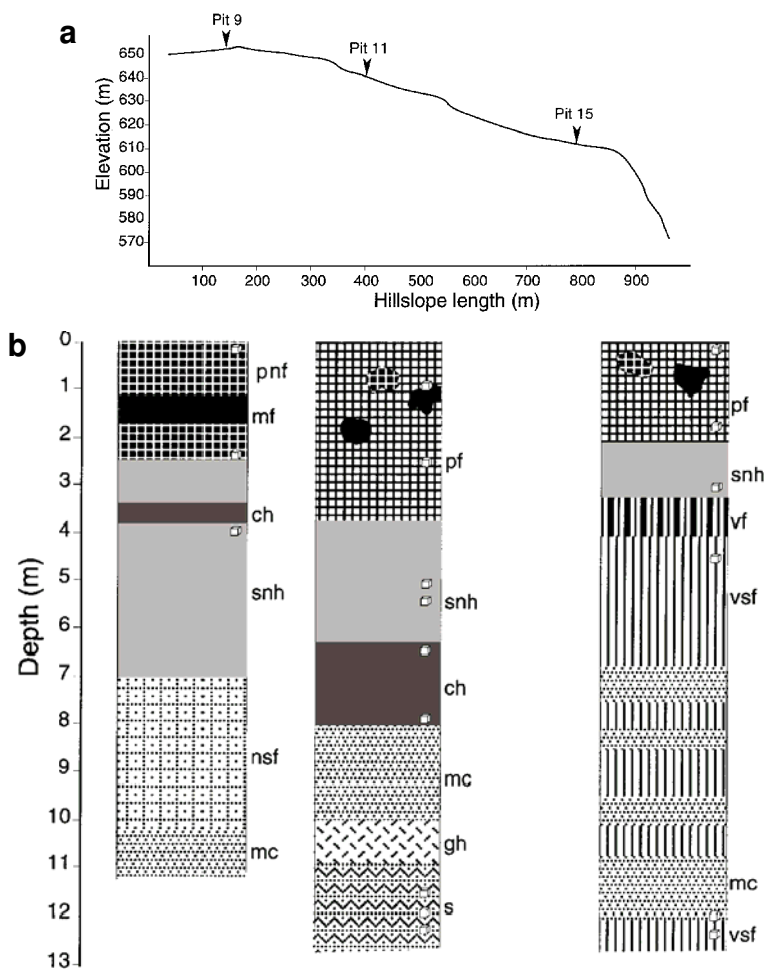 a
Pit 9
Pit 11
Pit 15
Elevation (m)
650
640
630
620
610
600
590
580
570
100 200 300 400 500 600 700 800 900
Hillslope length (m)
b
Depth (m)
0
1
2
3
4
5
6
7
8
9
10
11
12
13
pnf
mf
ch
snh
nsf
mc
pf
snh
ch
mc
gh
s
pf
snh
vf
vsf
mc
vsf